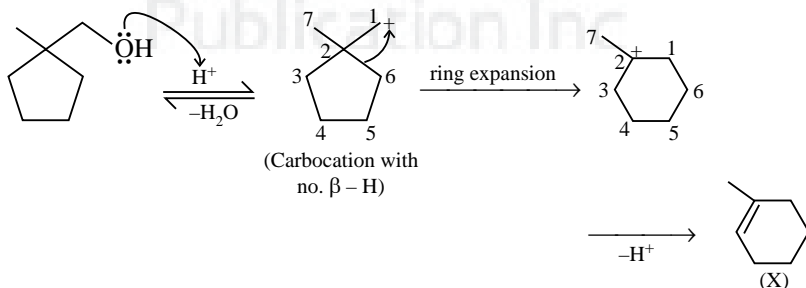 Publication Inc
OH
H⁺
–H₂O
7
1
+
2
3
6
4
5
(Carbocation with
no. β – H)
ring expansion
7
+
2
1
3
6
4
5
–H⁺
(X)